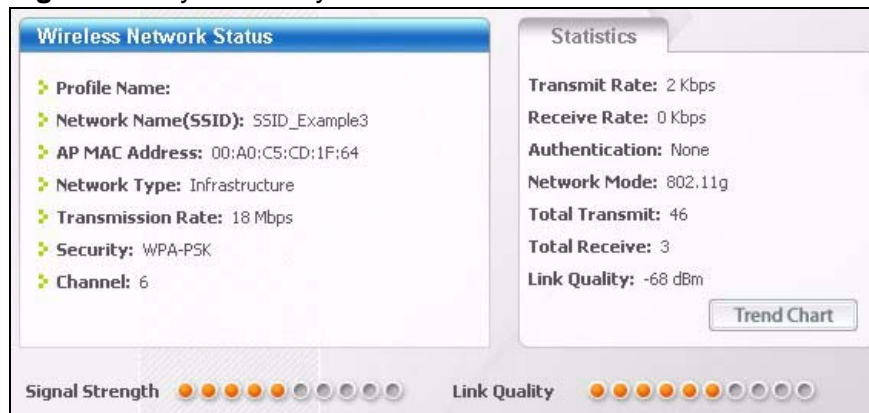 Wireless Network Status
Profile Name:
Network Name(SSID): SSID_Example3
AP MAC Address: 00:A0:C5:CD:1F:64
Network Type: Infrastructure
Transmission Rate: 18 Mbps
Security: WPA-PSK
Channel: 6
Statistics
Transmit Rate: 2 Kbps
Receive Rate: 0 Kbps
Authentication: None
Network Mode: 802.11g
Total Transmit: 46
Total Receive: 3
Link Quality: -68 dBm
Trend Chart
Signal Strength
Link Quality